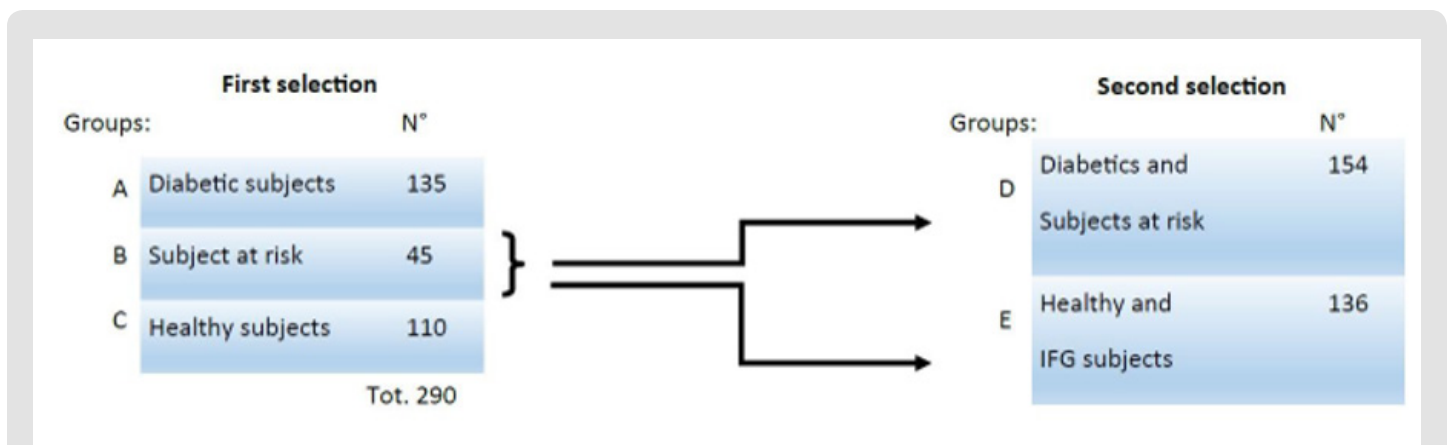 First selection
Groups: N°
A Diabetic subjects 135
B Subject at risk 45
C Healthy subjects 110
Tot. 290
Second selection
Groups: N°
D Diabetics and 154
Subjects at risk
E Healthy and 136
IFG subjects